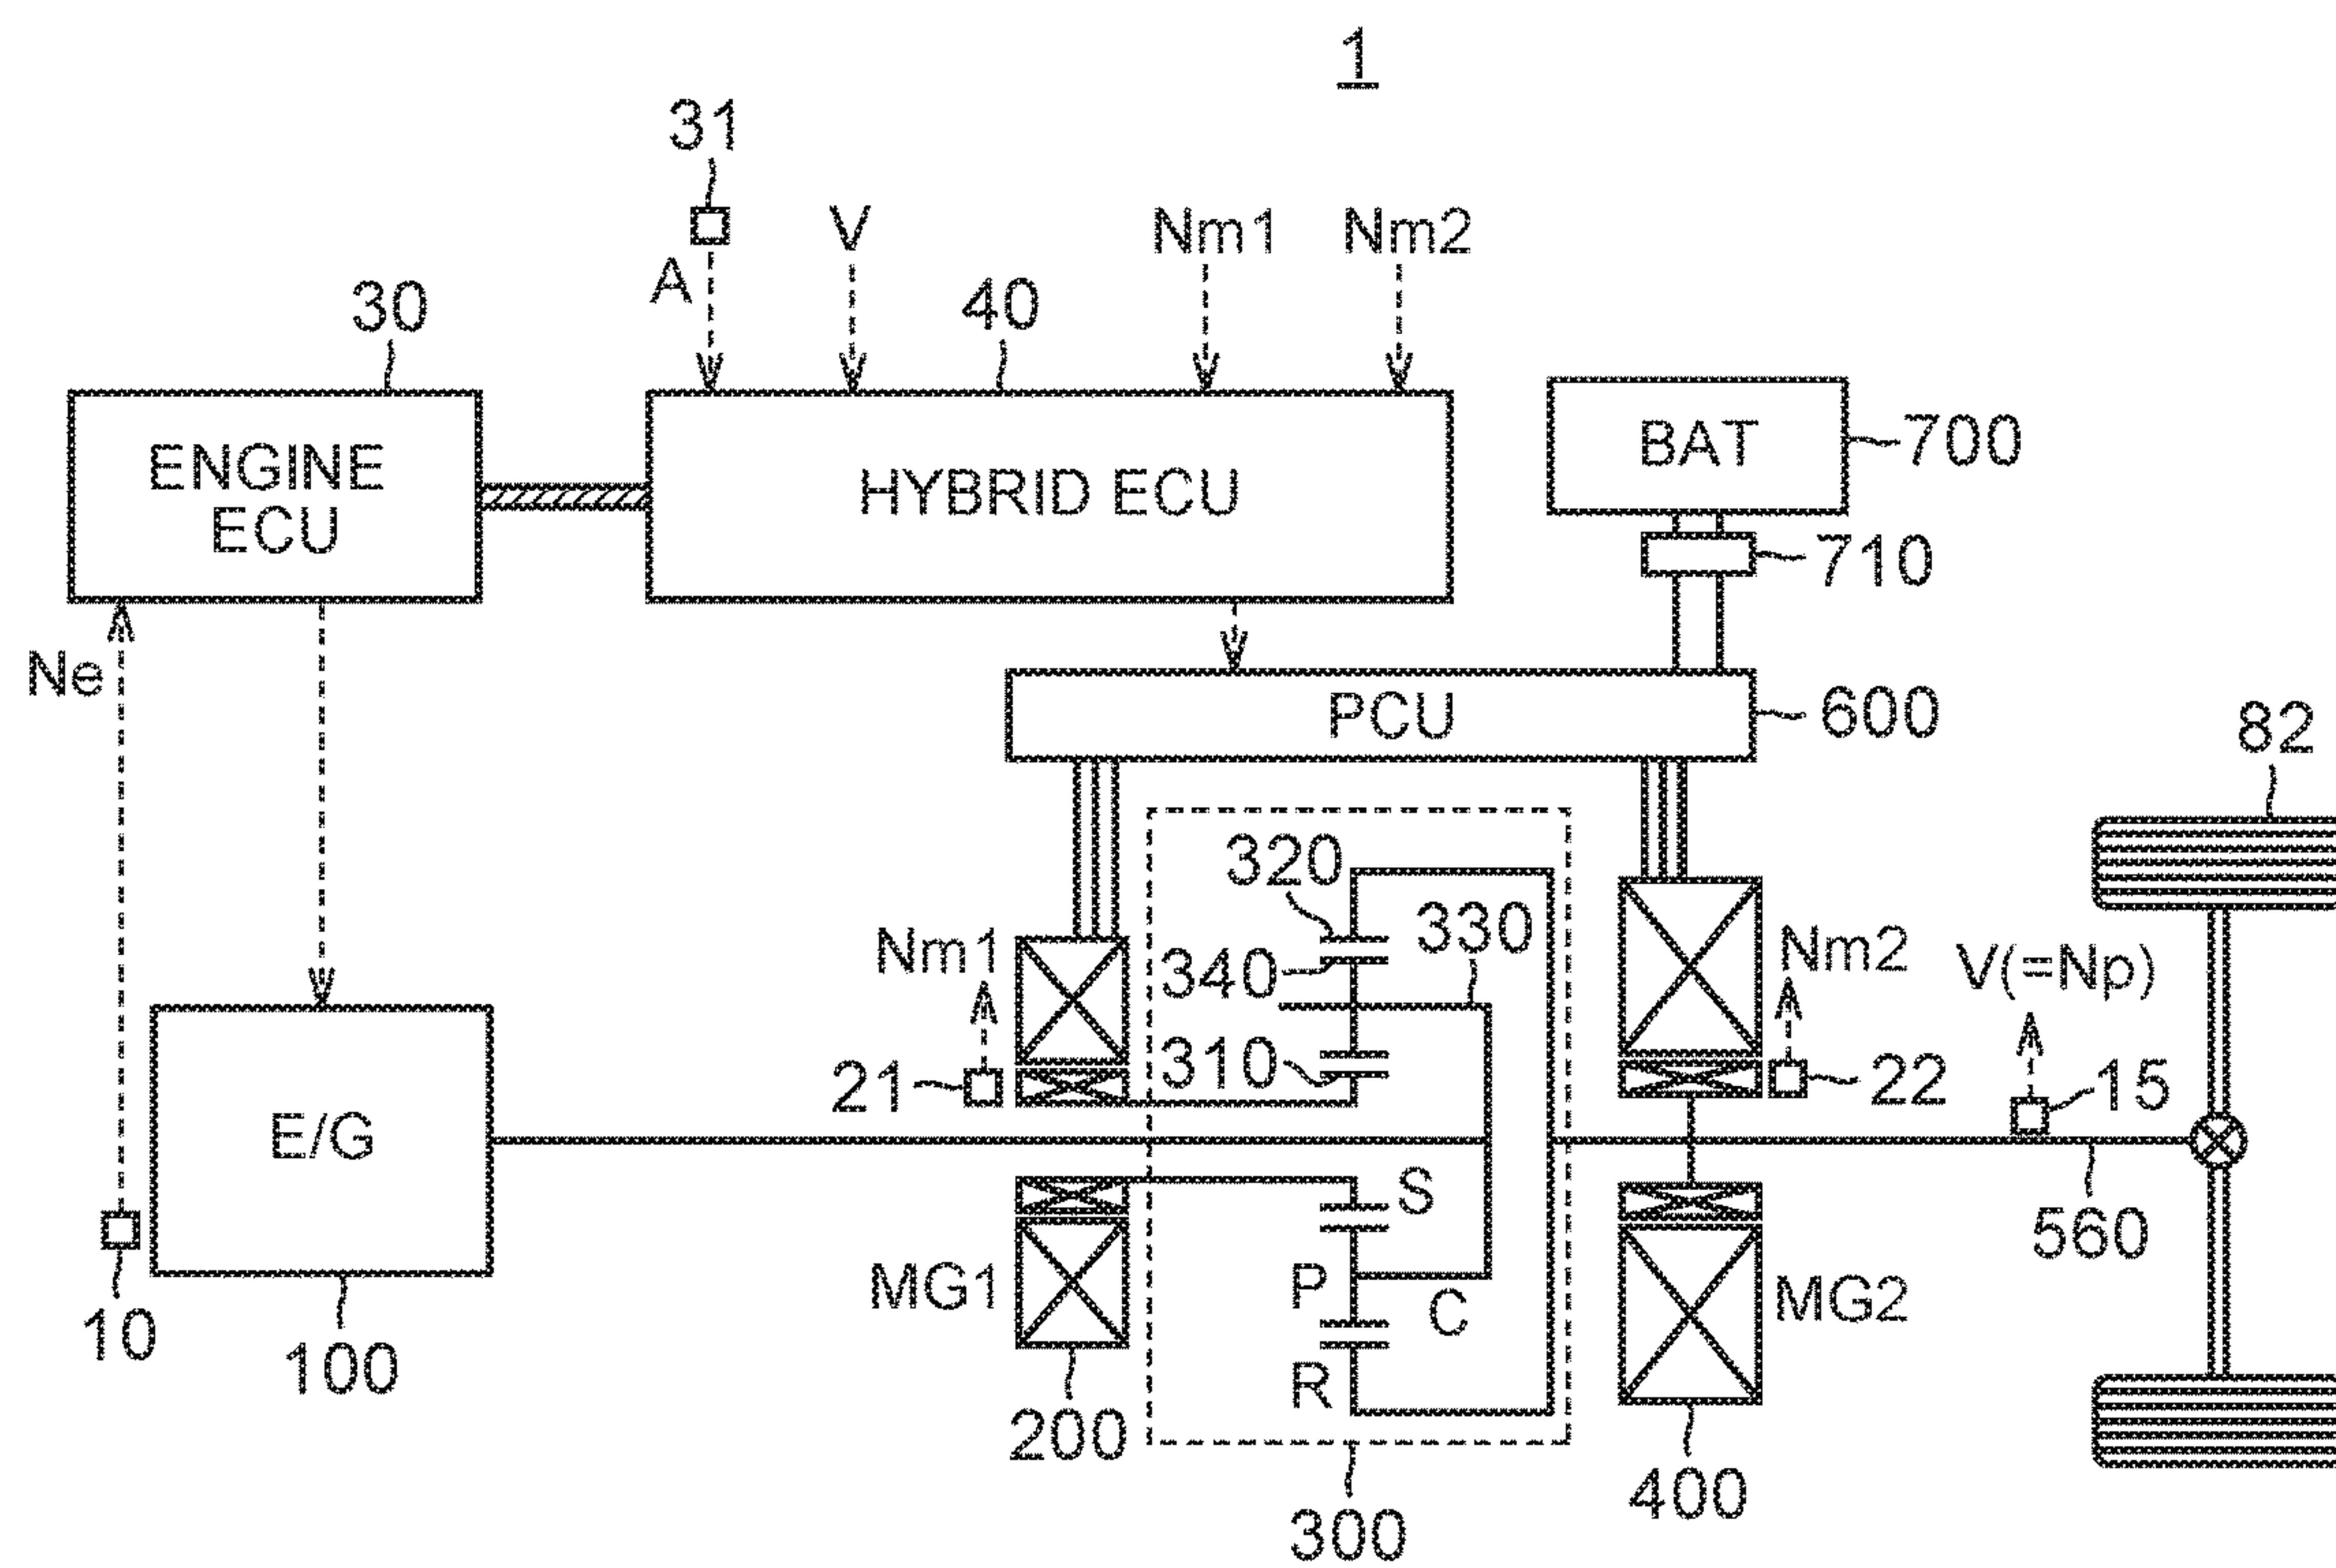 1
31
V
Nm1
Nm2
A
30
40
ENGINE
ECU
HYBRID ECU
BAT
700
710
Ne
PCU
600
82
320
330
Nm1
340
Nm2
V(=Np)
21
310
22
15
E/G
S
560
MG1
P
C
MG2
10
100
R
200
400
300